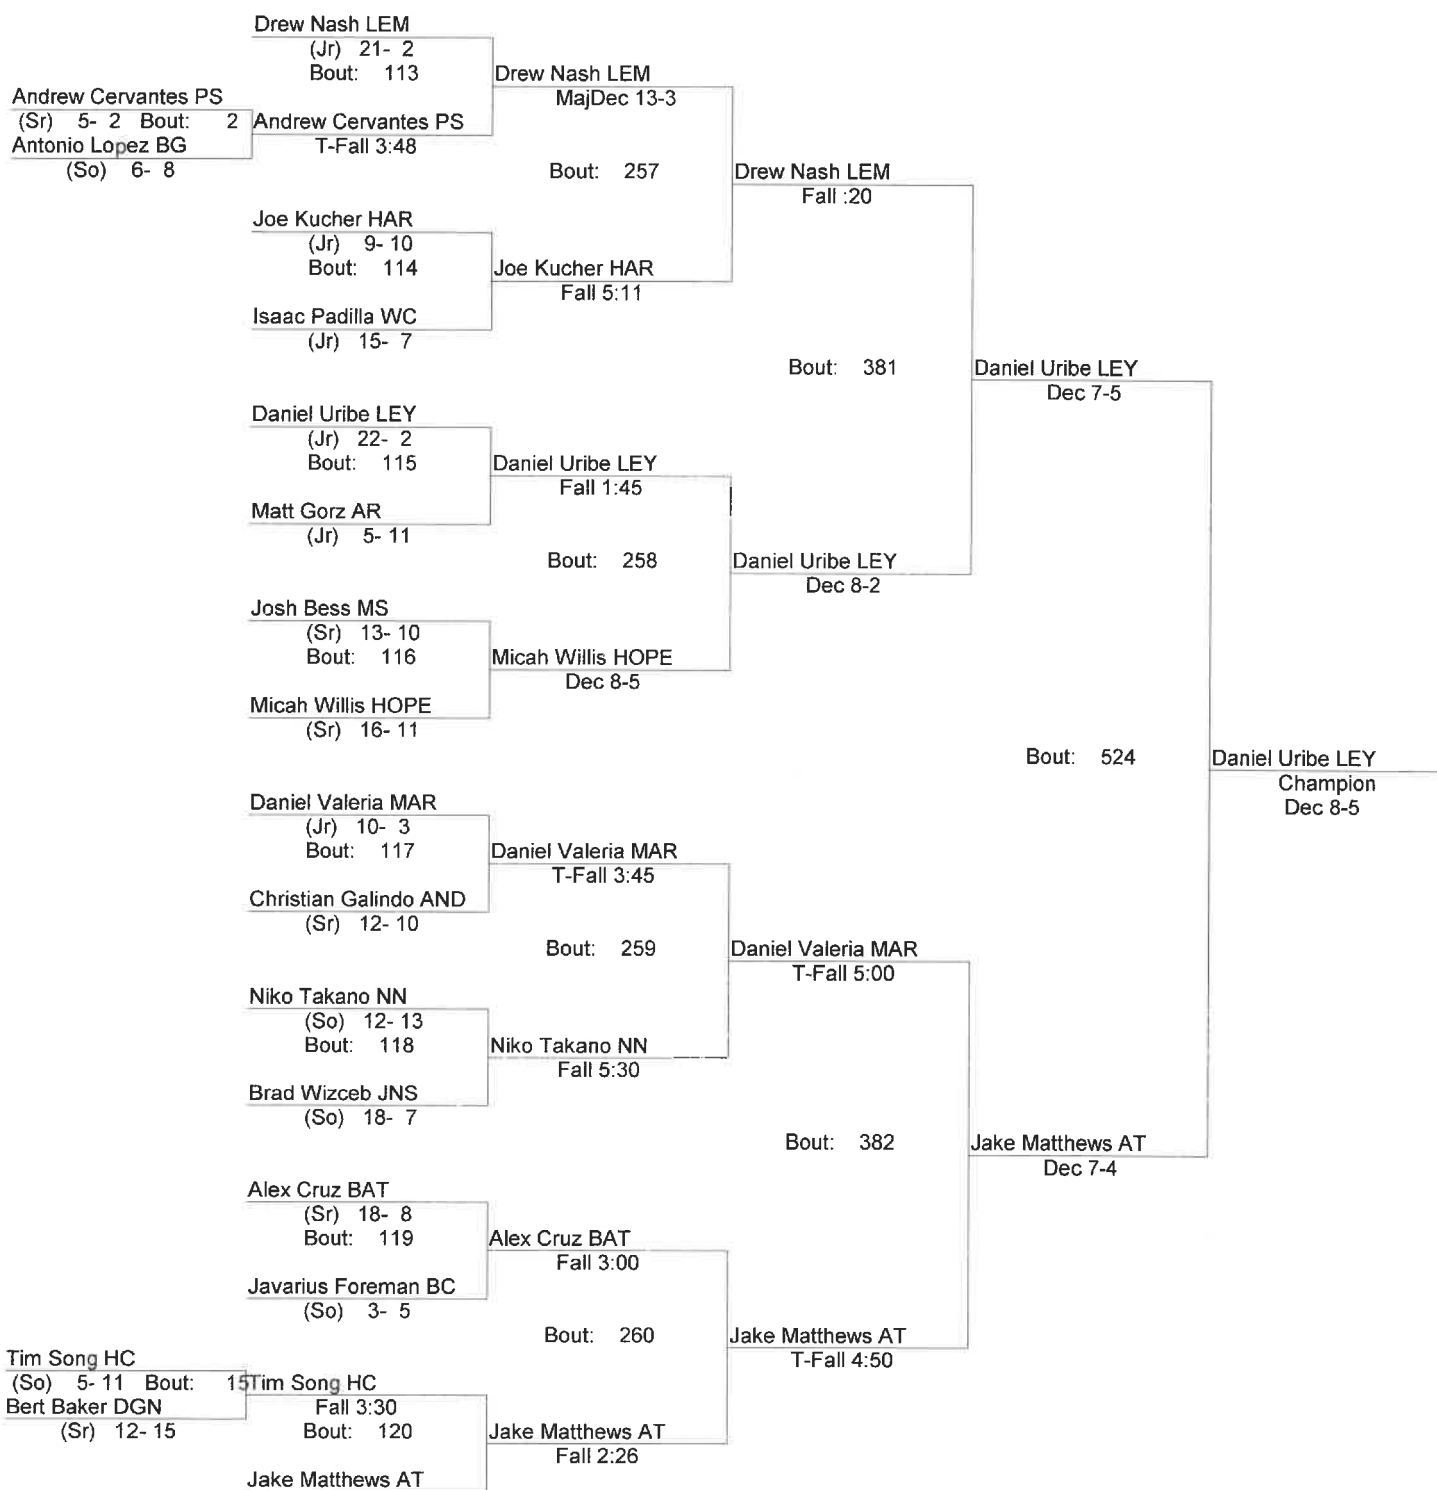 Drew Nash LEM
(Jr) 21- 2
Bout: 113
Drew Nash LEM
MajDec 13-3
Andrew Cervantes PS
(Sr) 5- 2 Bout: 2
Andrew Cervantes PS
T-Fall 3:48
Antonio Lopez BG
(So) 6- 8
Bout: 257
Drew Nash LEM
Fall :20
Joe Kucher HAR
(Jr) 9- 10
Bout: 114
Joe Kucher HAR
Fall 5:11
Isaac Padilla WC
(Jr) 15- 7
Bout: 381
Daniel Uribe LEY
Dec 7-5
Daniel Uribe LEY
(Jr) 22- 2
Bout: 115
Daniel Uribe LEY
Fall 1:45
Matt Gorz AR
(Jr) 5- 11
Bout: 258
Daniel Uribe LEY
Dec 8-2
Josh Bess MS
(Sr) 13- 10
Bout: 116
Micah Willis HOPE
Dec 8-5
Micah Willis HOPE
(Sr) 16- 11
Bout: 524
Daniel Uribe LEY
Champion
Dec 8-5
Daniel Valeria MAR
(Jr) 10- 3
Bout: 117
Daniel Valeria MAR
T-Fall 3:45
Christian Galindo AND
(Sr) 12- 10
Bout: 259
Daniel Valeria MAR
T-Fall 5:00
Niko Takano NN
(So) 12- 13
Bout: 118
Niko Takano NN
Fall 5:30
Brad Wizceb JNS
(So) 18- 7
Bout: 382
Jake Matthews AT
Dec 7-4
Alex Cruz BAT
(Sr) 18- 8
Bout: 119
Alex Cruz BAT
Fall 3:00
Javarius Foreman BC
(So) 3- 5
Bout: 260
Jake Matthews AT
T-Fall 4:50
Tim Song HC
(So) 5- 11 Bout: 15
Tim Song HC
Fall 3:30
Bert Baker DGN
(Sr) 12- 15
Bout: 120
Jake Matthews AT
Fall 2:26
Jake Matthews AT